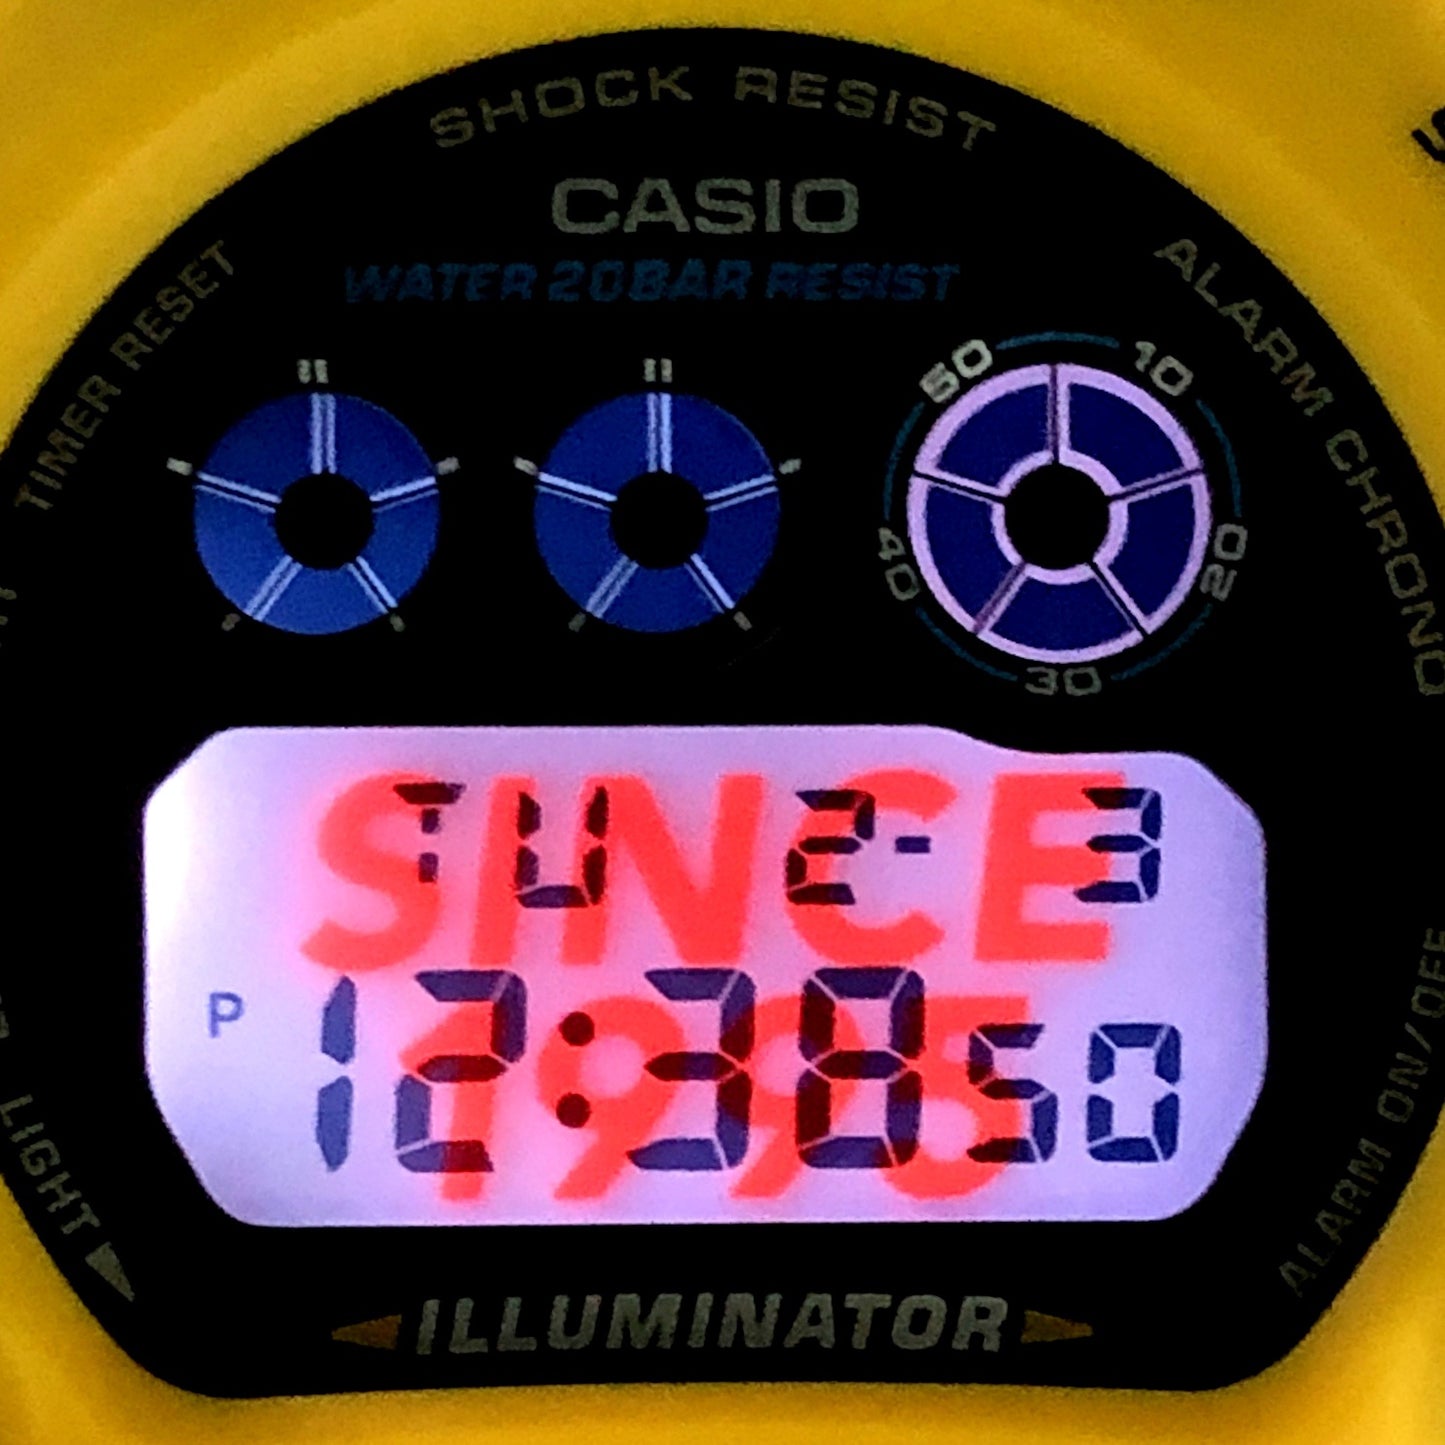 SHOCK RESIST
CASIO
WATER 20BAR RESIST
TIMER RESET
ALARM CHRONO
50 10
40 20
30
TU 2- 3
SINCE
P 12:38 50
1995
LIGHT
ALARM ON/OFF
ILLUMINATOR